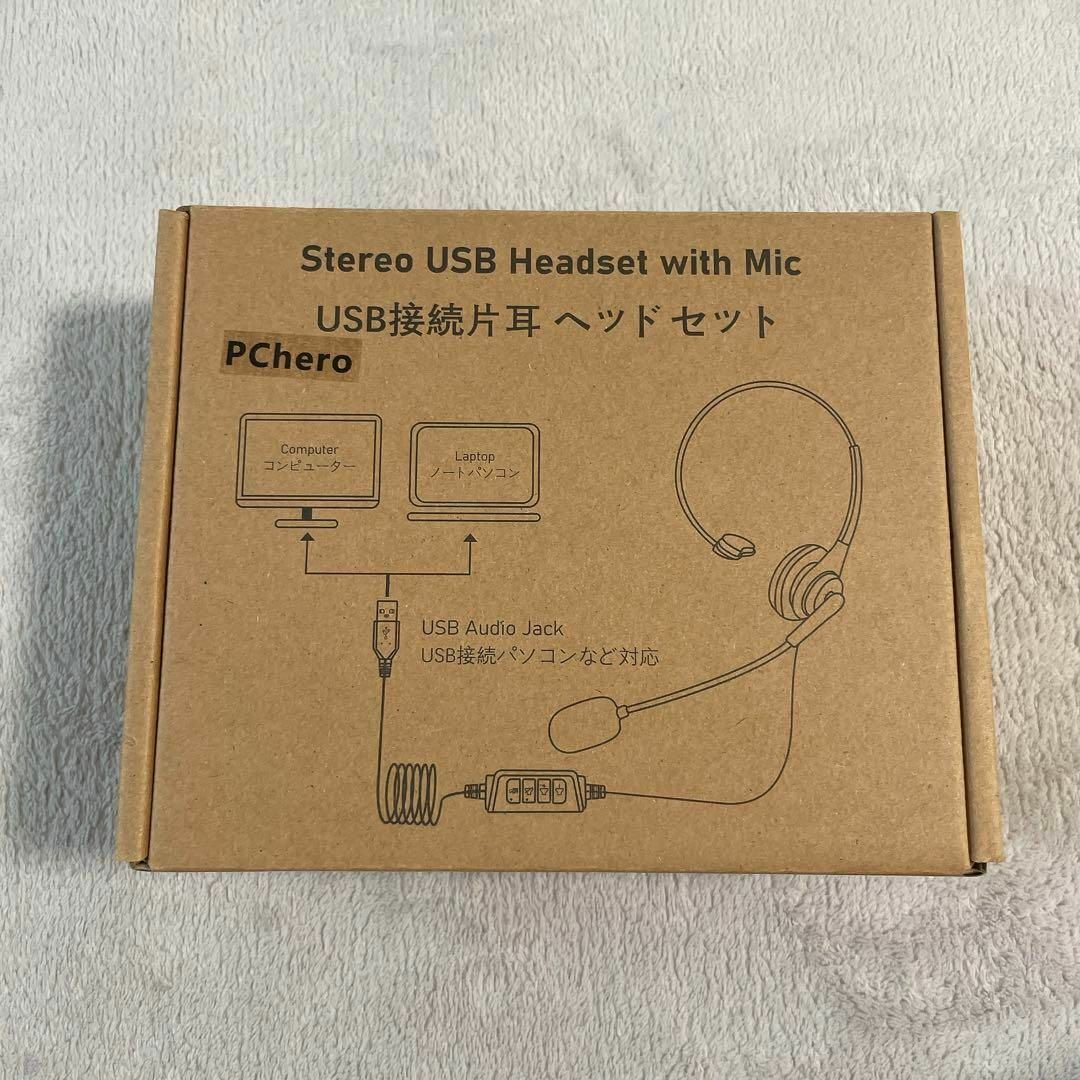 Stereo USB Headset with Mic
USB接続片耳 ヘッドセット
PChero
Computer
コンピューター
Laptop
ノートパソコン
USB Audio Jack
USB接続パソコンなど対応